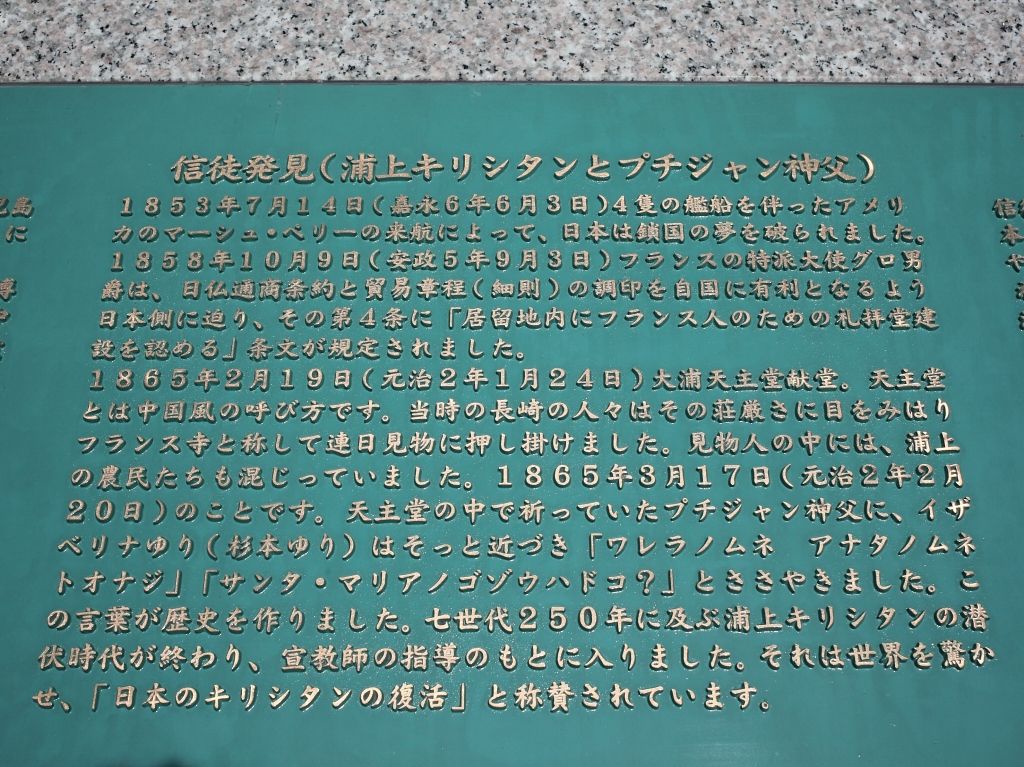 信徒発見(浦上キリシタンとプチジャン神父)
1853年7月14日(嘉永6年6月3日)4隻の艦船を伴ったアメリ
カのマーシュ・ペリーの来航によって、日本は鎖国の夢を破られました。
1858年10月9日(安政5年9月3日)フランスの特派大使グロ男
爵は、日仏通商条約と貿易章程(細則)の調印を自国に有利となるよう
日本側に迫り、その第4条に「居留地内にフランス人のための礼拝堂建
設を認める」条文が規定されました。
1865年2月19日(元治2年1月24日)大浦天主堂献堂。天主堂
とは中国風の呼び方です。当時の長崎の人々はその荘厳さに目をみはり
フランス寺と称して連日見物に押し掛けました。見物人の中には、浦上
の農民たちも混じっていました。1865年3月17日(元治2年2月
20日)のことです。天主堂の中で祈っていたプチジャン神父に、イザ
ベリナゆり(杉本ゆり)はそっと近づき「ワレラノムネ アナタノムネ
トオナジ」「サンタ・マリアノゴゾウハドコ?」とささやきました。こ
の言葉が歴史を作りました。七世代250年に及ぶ浦上キリシタンの潜
伏時代が終わり、宣教師の指導のもとに入りました。それは世界を驚か
せ、「日本のキリシタンの復活」と称賛されています。